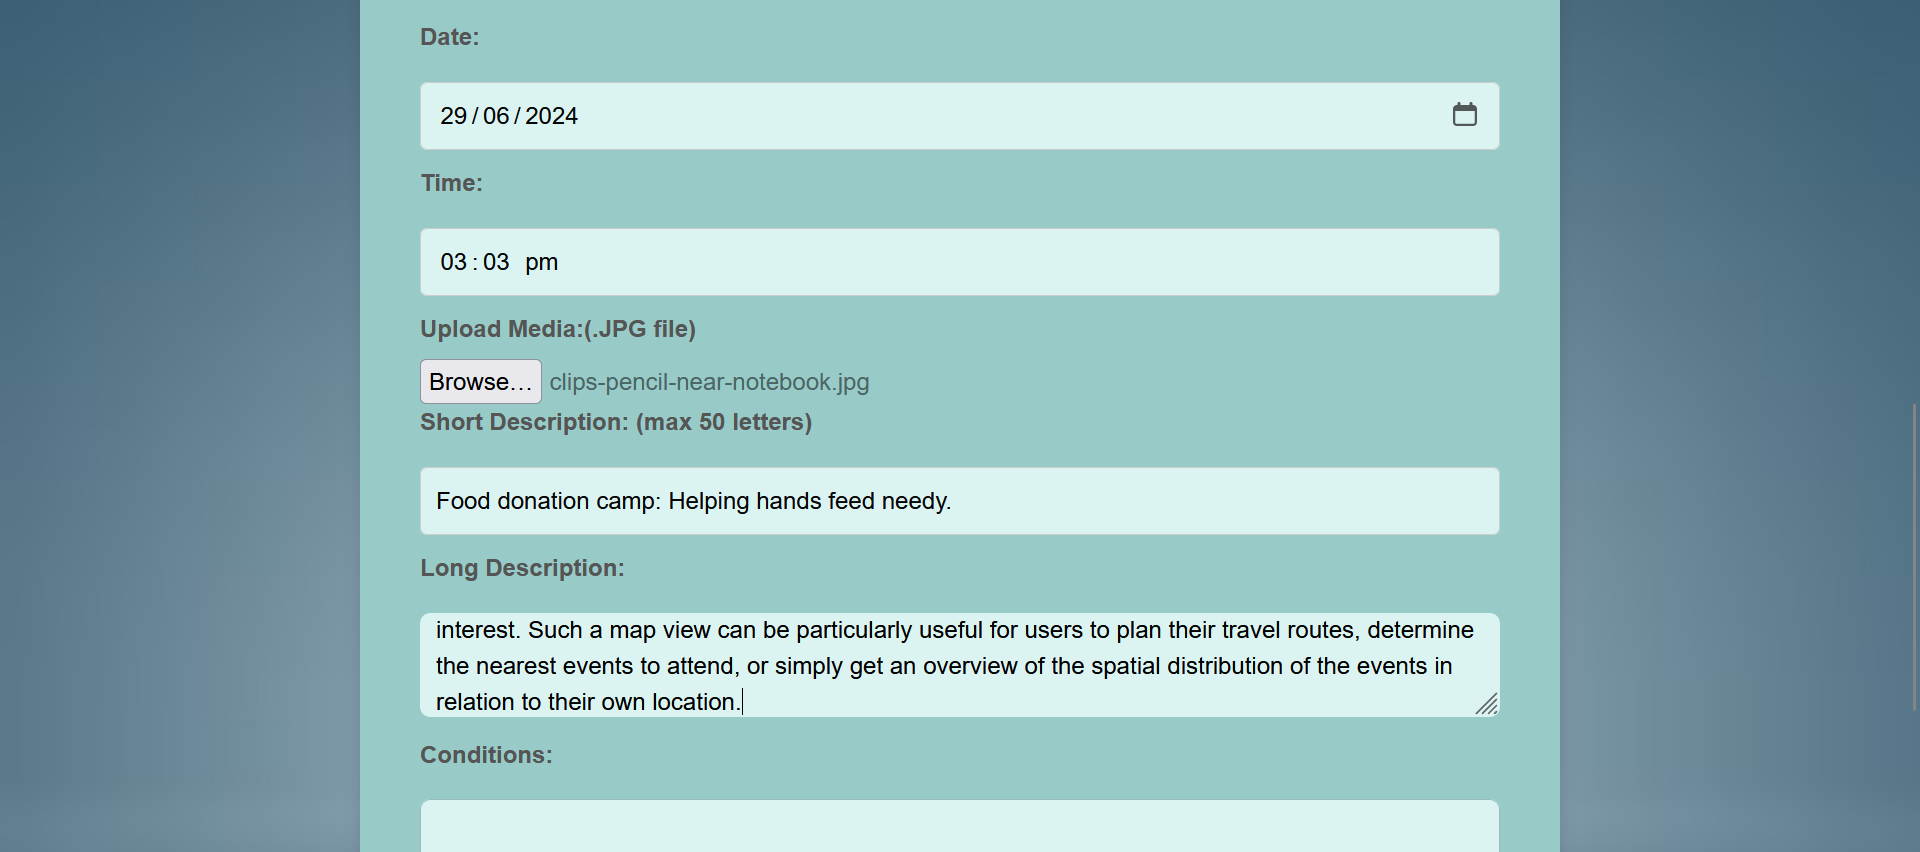 Date:
29/06/2024
Time:
03:03 pm
Upload Media:(.JPG file)
Browse... clips-pencil-near-notebook.jpg
Short Description: (max 50 letters)
Food donation camp: Helping hands feed needy.
Long Description:
interest. Such a map view can be particularly useful for users to plan their travel routes, determine
the nearest events to attend, or simply get an overview of the spatial distribution of the events in
relation to their own location.
Conditions: